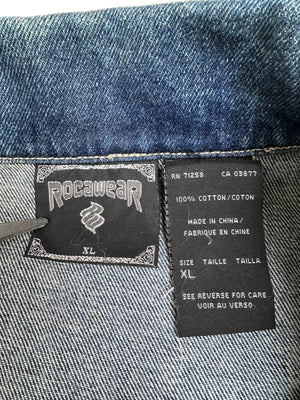 ROCAWEAR
XL
RN 71258 CA 03877
100% COTTON/COTON
MADE IN CHINA/
FABRIQUE EN CHINE
SIZE TAILLE TAILLA
XL
SEE REVERSE FOR CARE
VOIR AU VERSO